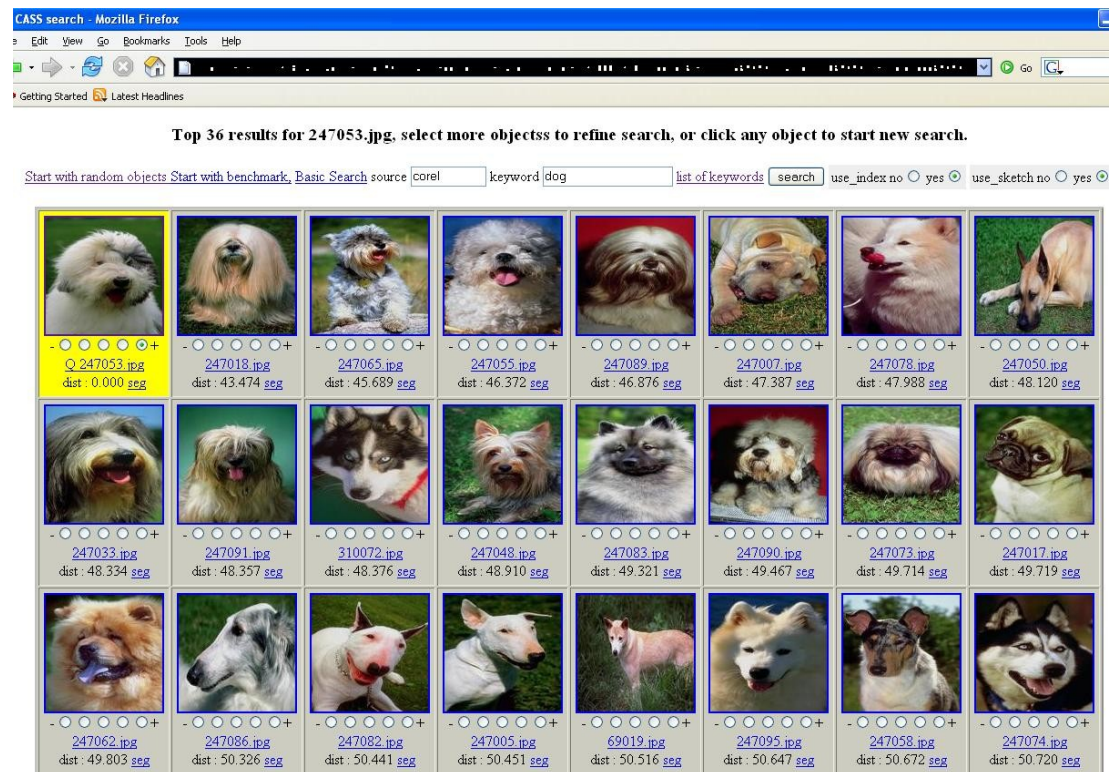 CASS search - Mozilla Firefox
Edit View Go Bookmarks Tools Help
Go
Getting Started Latest Headlines
Top 36 results for 247053.jpg, select more objectss to refine search, or click any object to start new search.
Start with random objects Start with benchmark, Basic Search source corel keyword dog list of keywords search use_index no yes use_sketch no yes
- + - + - + - + - + - + - + - +
Q 247053.jpg 247018.jpg 247065.jpg 247055.jpg 247089.jpg 247007.jpg 247078.jpg 247050.jpg
dist : 0.000 seg dist : 43.474 seg dist : 45.689 seg dist : 46.372 seg dist : 46.876 seg dist : 47.387 seg dist : 47.988 seg dist : 48.120 seg
- + - + - + - + - + - + - + - +
247033.jpg 247091.jpg 310072.jpg 247048.jpg 247083.jpg 247090.jpg 247073.jpg 247017.jpg
dist : 48.334 seg dist : 48.357 seg dist : 48.376 seg dist : 48.910 seg dist : 49.321 seg dist : 49.467 seg dist : 49.714 seg dist : 49.719 seg
- + - + - + - + - + - + - + - +
247062.jpg 247086.jpg 247082.jpg 247005.jpg 69019.jpg 247095.jpg 247058.jpg 247074.jpg
dist : 49.803 seg dist : 50.326 seg dist : 50.441 seg dist : 50.451 seg dist : 50.516 seg dist : 50.647 seg dist : 50.672 seg dist : 50.720 seg